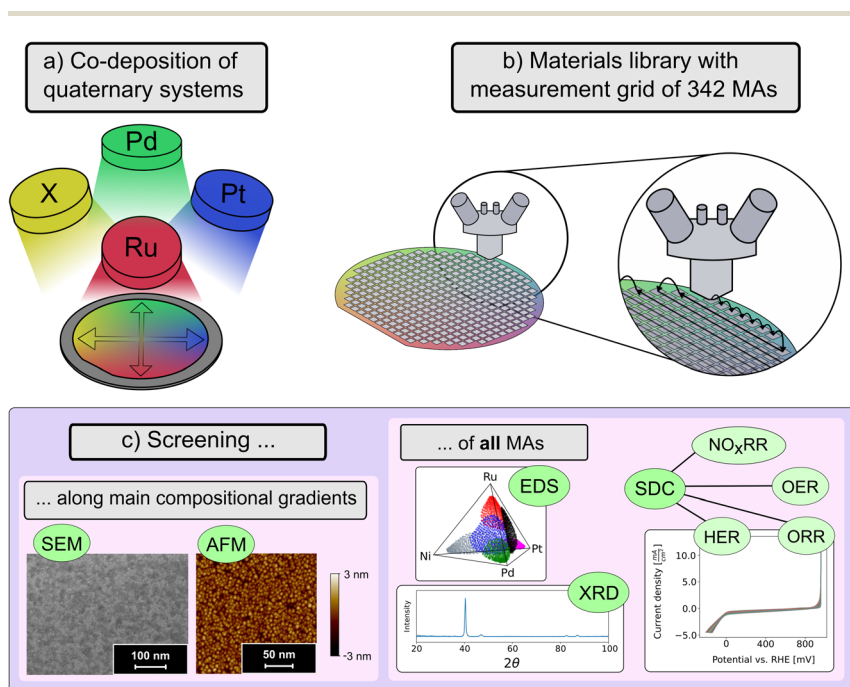 a) Co-deposition of
quaternary systems
Pd
X
Pt
Ru
b) Materials library with
measurement grid of 342 MAs
c) Screening ...
... along main compositional gradients
SEM
AFM
3 nm
-3 nm
100 nm
50 nm
... of all MAs
EDS
Ru
Ni
Pt
Pd
XRD
Intensity
20 40 60 80 100
2θ
SDC
NOxRR
OER
HER
ORR
Current density [mA/cm²]
10.0
5.0
0.0
−5.0
0 400 800
Potential vs. RHE [mV]